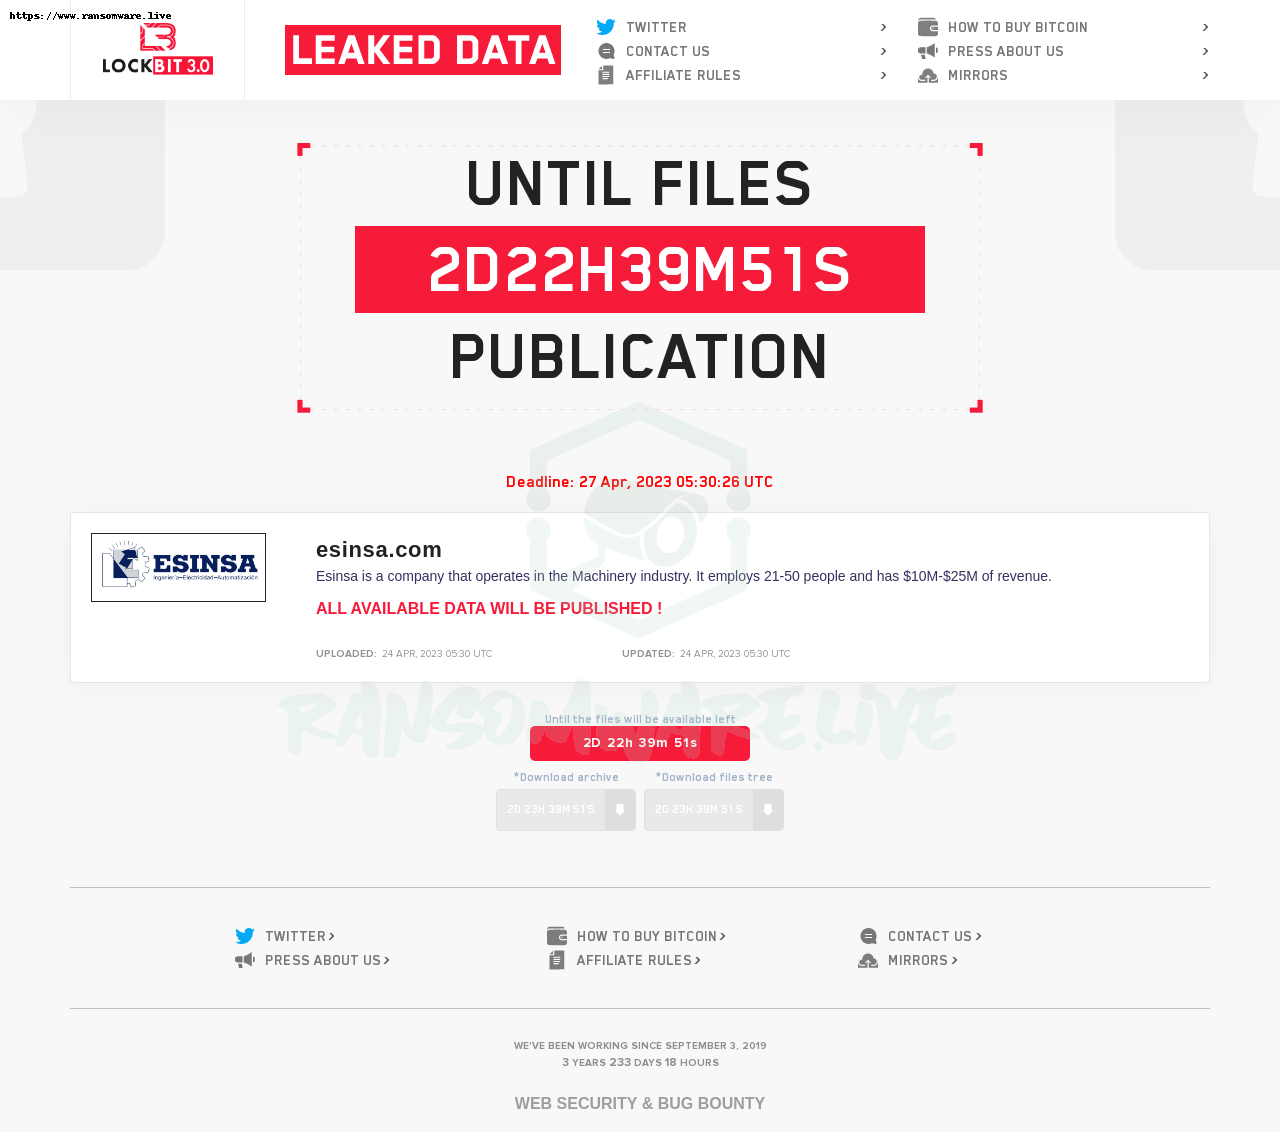 https://www.ransomware.live
LOCKBIT 3.0
LEAKED DATA
TWITTER
CONTACT US
AFFILIATE RULES
HOW TO BUY BITCOIN
PRESS ABOUT US
MIRRORS
UNTIL FILES
2D22H39M51S
PUBLICATION
Deadline: 27 Apr, 2023 05:30:26 UTC
ESINSA
Ingeniería-Electricidad-Automatización
esinsa.com
Esinsa is a company that operates in the Machinery industry. It employs 21-50 people and has $10M-$25M of revenue.
ALL AVAILABLE DATA WILL BE PUBLISHED !
UPLOADED: 24 APR, 2023 05:30 UTC
UPDATED: 24 APR, 2023 05:30 UTC
RANSOMWARE.LIVE
Until the files will be available left
2D 22h 39m 51s
*Download archive
*Download files tree
2D 23H 39M 51S
2D 23H 39M 51S
TWITTER
HOW TO BUY BITCOIN
CONTACT US
PRESS ABOUT US
AFFILIATE RULES
MIRRORS
WE'VE BEEN WORKING SINCE SEPTEMBER 3, 2019
3 YEARS 233 DAYS 18 HOURS
WEB SECURITY & BUG BOUNTY